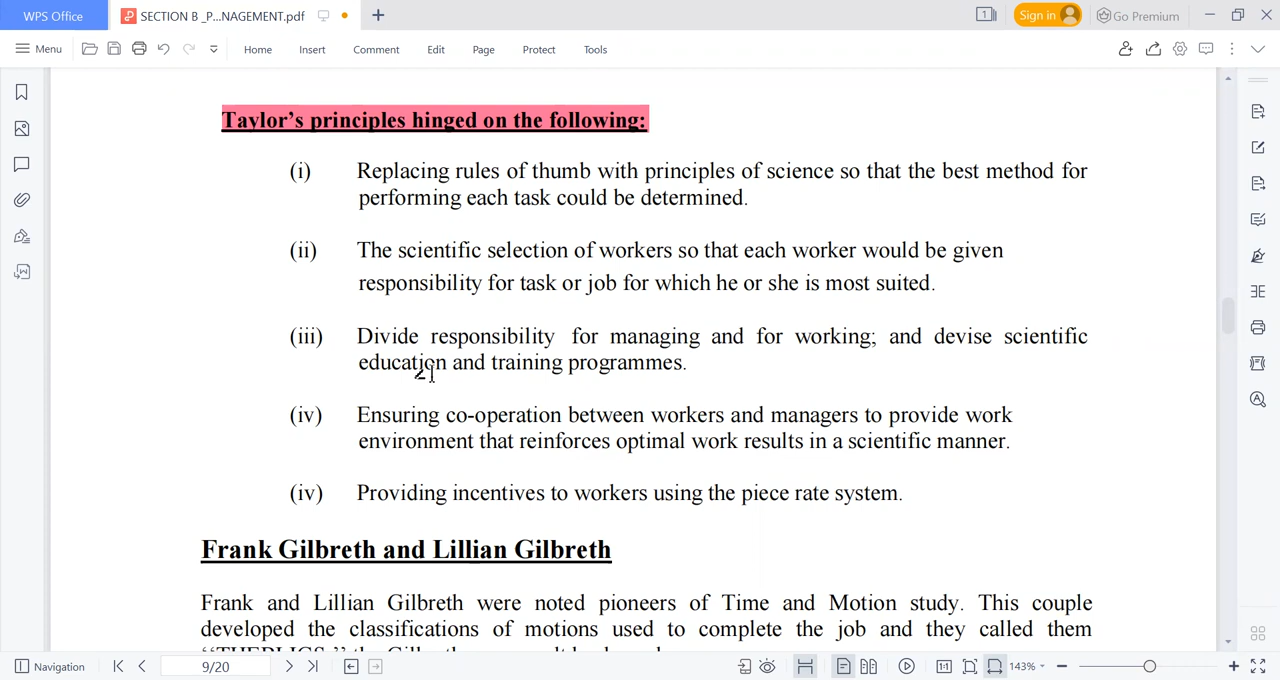 WPS Office
SECTION B _P...NAGEMENT.pdf
1
Sign in
Go Premium
Menu
Home
Insert
Comment
Edit
Page
Protect
Tools
Taylor's principles hinged on the following:
(i) Replacing rules of thumb with principles of science so that the best method for
performing each task could be determined.
(ii) The scientific selection of workers so that each worker would be given
responsibility for task or job for which he or she is most suited.
(iii) Divide responsibility for managing and for working; and devise scientific
education and training programmes.
(iv) Ensuring co-operation between workers and managers to provide work
environment that reinforces optimal work results in a scientific manner.
(iv) Providing incentives to workers using the piece rate system.
Frank Gilbreth and Lillian Gilbreth
Frank and Lillian Gilbreth were noted pioneers of Time and Motion study. This couple
developed the classifications of motions used to complete the job and they called them
Navigation
9/20
1:1
143%